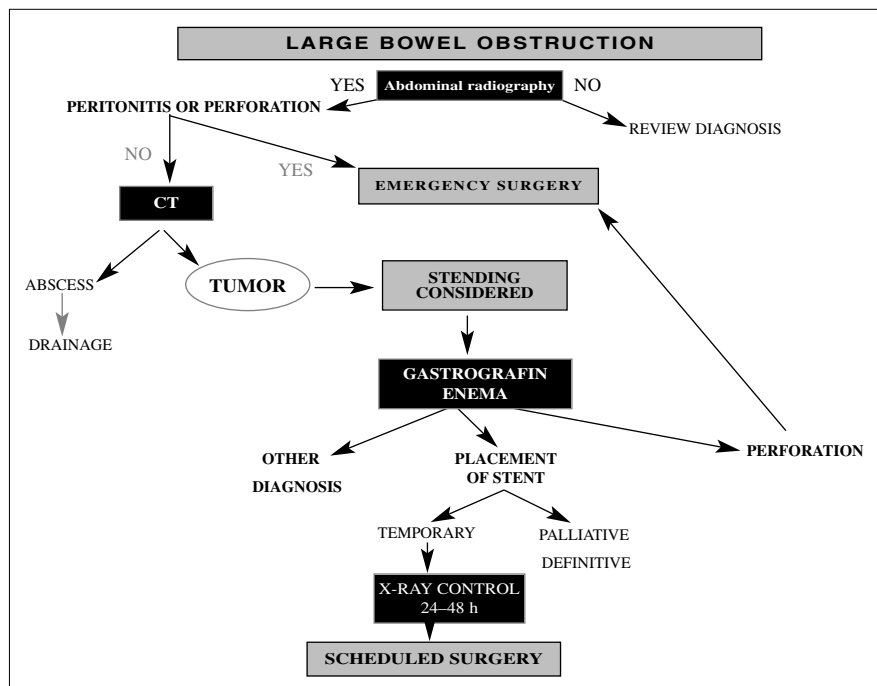 LARGE BOWEL OBSTRUCTION
YES
Abdominal radiography
NO
PERITONITIS OR PERFORATION
REVIEW DIAGNOSIS
NO
YES
EMERGENCY SURGERY
CT
ABSCESS
TUMOR
STENDING
CONSIDERED
DRAINAGE
GASTROGRAFIN
ENEMA
OTHER
DIAGNOSIS
PLACEMENT
OF STENT
PERFORATION
TEMPORARY
PALLIATIVE
DEFINITIVE
X-RAY CONTROL
24–48 h
SCHEDULED SURGERY